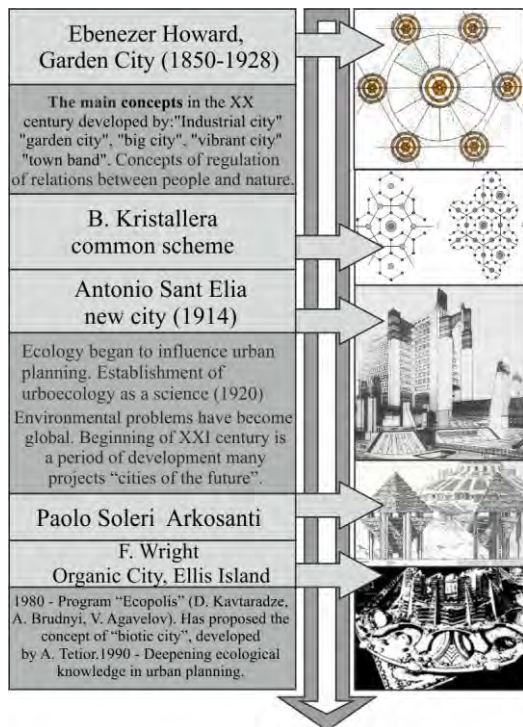 Ebenezer Howard,
Garden City (1850-1928)
The main concepts in the XX
century developed by:"Industrial city"
"garden city", "big city", "vibrant city"
"town band". Concepts of regulation
of relations between people and nature.
B. Kristallera
common scheme
Antonio Sant Elia
new city (1914)
Ecology began to influence urban
planning. Establishment of
urboecology as a science (1920)
Environmental problems have become
global. Beginning of XXI century is
a period of development many
projects “cities of the future”.
Paolo Soleri Arkosanti
F. Wright
Organic City, Ellis Island
1980 - Program “Ecopolis” (D. Kavtaradze,
A. Brudnyi, V. Agavelov). Has proposed the
concept of “biotic city”, developed
by A. Tetior.1990 - Deepening ecological
knowledge in urban planning.